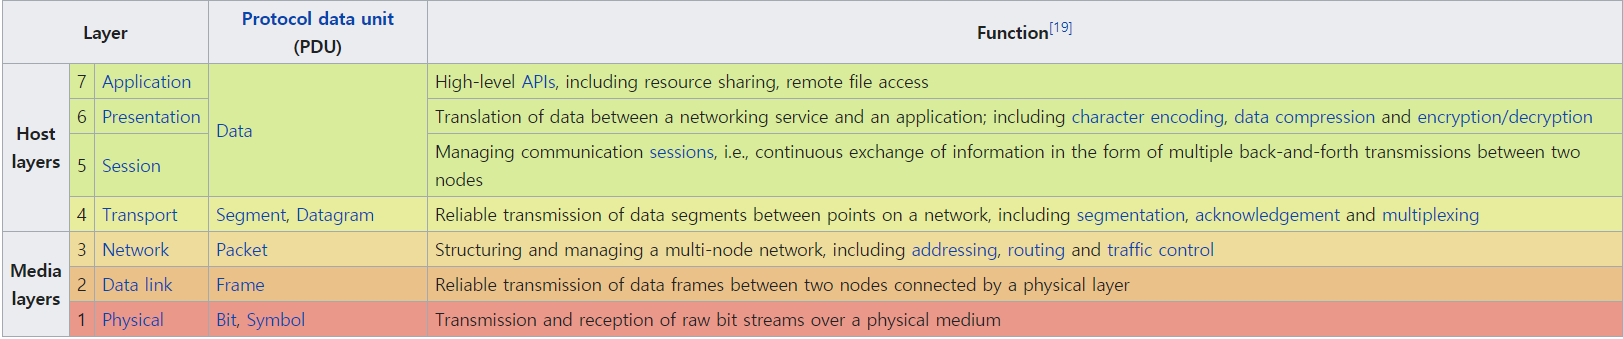 Layer
Protocol data unit
(PDU)
Function[19]
Host
layers
7 Application
Data
High-level APIs, including resource sharing, remote file access
6 Presentation
Translation of data between a networking service and an application; including character encoding, data compression and encryption/decryption
5 Session
Managing communication sessions, i.e., continuous exchange of information in the form of multiple back-and-forth transmissions between two
nodes
4 Transport
Segment, Datagram
Reliable transmission of data segments between points on a network, including segmentation, acknowledgement and multiplexing
Media
layers
3 Network
Packet
Structuring and managing a multi-node network, including addressing, routing and traffic control
2 Data link
Frame
Reliable transmission of data frames between two nodes connected by a physical layer
1 Physical
Bit, Symbol
Transmission and reception of raw bit streams over a physical medium